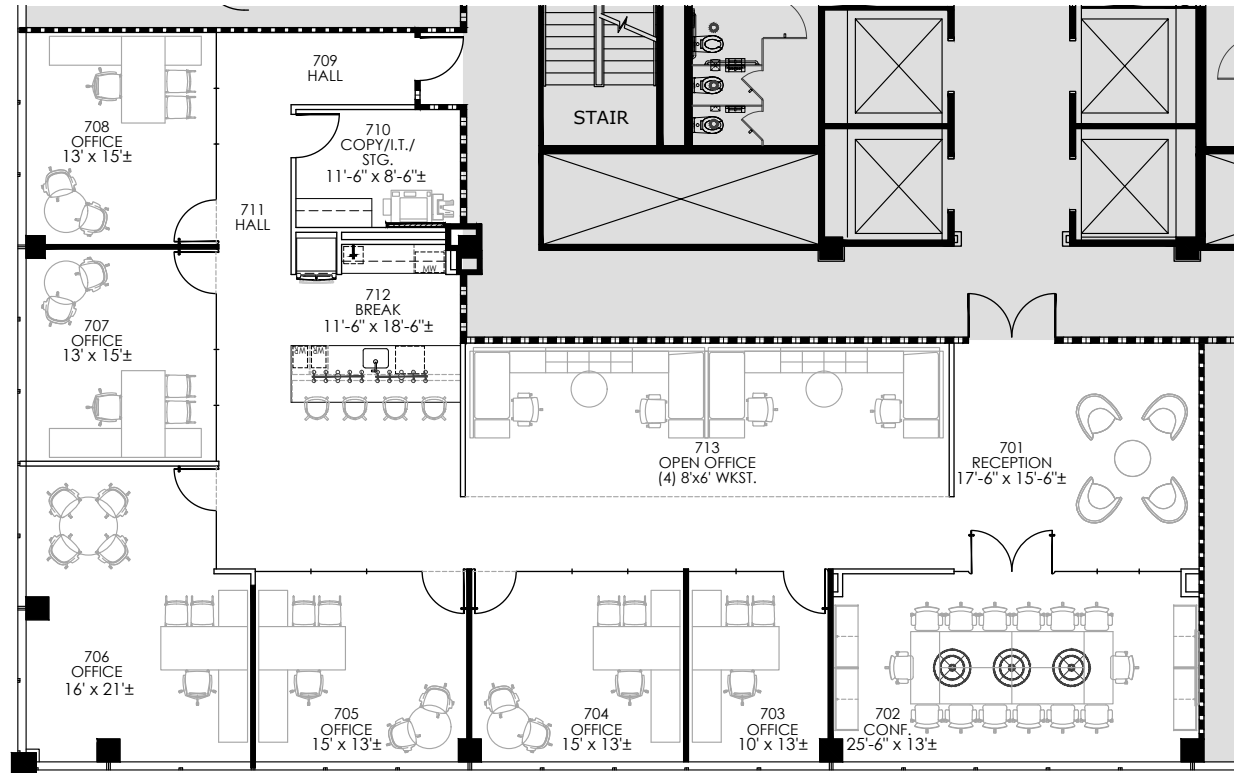 709
HALL
STAIR
708
OFFICE
13' x 15'±
710
COPY/I.T./
STG.
11'-6" x 8'-6"±
711
HALL
MW
712
BREAK
11'-6" x 18'-6"±
707
OFFICE
13' x 15'±
MW
MW
713
OPEN OFFICE
(4) 8'x6' WKST.
701
RECEPTION
17'-6" x 15'-6"±
706
OFFICE
16' x 21'±
705
OFFICE
15' x 13'±
704
OFFICE
15' x 13'±
703
OFFICE
10' x 13'±
702
CONF.
25'-6" x 13'±